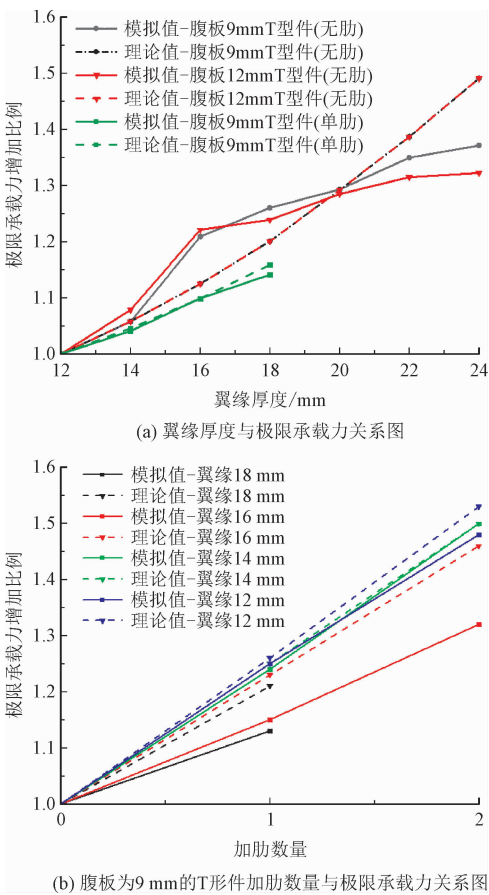 1.6
模拟值-腹板9mmT型件(无肋)
理论值-腹板9mmT型件(无肋)
1.5
模拟值-腹板12mmT型件(无肋)
理论值-腹板12mmT型件(无肋)
模拟值-腹板9mmT型件(单肋)
1.4
理论值-腹板9mmT型件(单肋)
极限承载力增加比例
1.3
1.2
1.1
1.0
12 14 16 18 20 22 24
翼缘厚度/mm
(a) 翼缘厚度与极限承载力关系图
1.6
模拟值-翼缘18 mm
理论值-翼缘18 mm
模拟值-翼缘16 mm
1.5
理论值-翼缘16 mm
模拟值-翼缘14 mm
理论值-翼缘14 mm
1.4
模拟值-翼缘12 mm
理论值-翼缘12 mm
极限承载力增加比例
1.3
1.2
1.1
1.0
0 1 2
加肋数量
(b) 腹板为9 mm的T形件加肋数量与极限承载力关系图